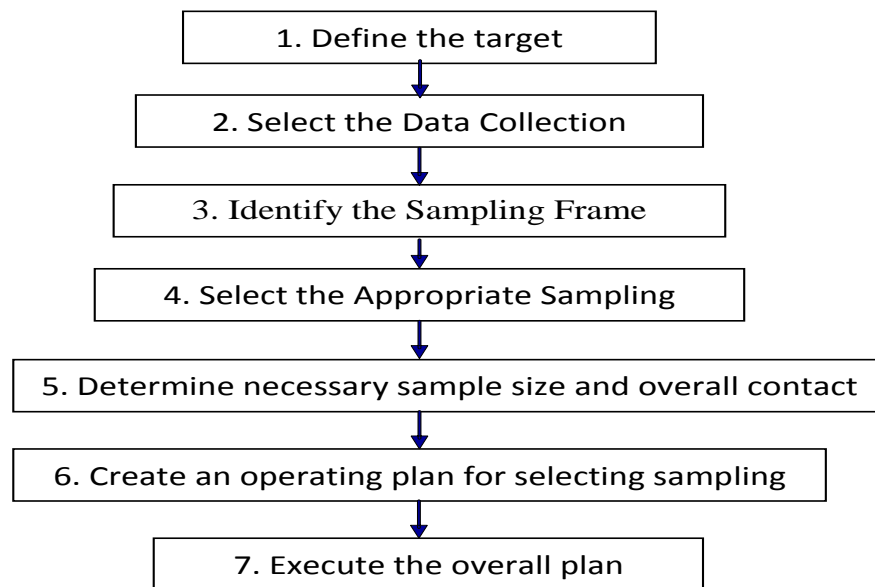 1. Define the target
2. Select the Data Collection
3. Identify the Sampling Frame
4. Select the Appropriate Sampling
5. Determine necessary sample size and overall contact
6. Create an operating plan for selecting sampling
7. Execute the overall plan